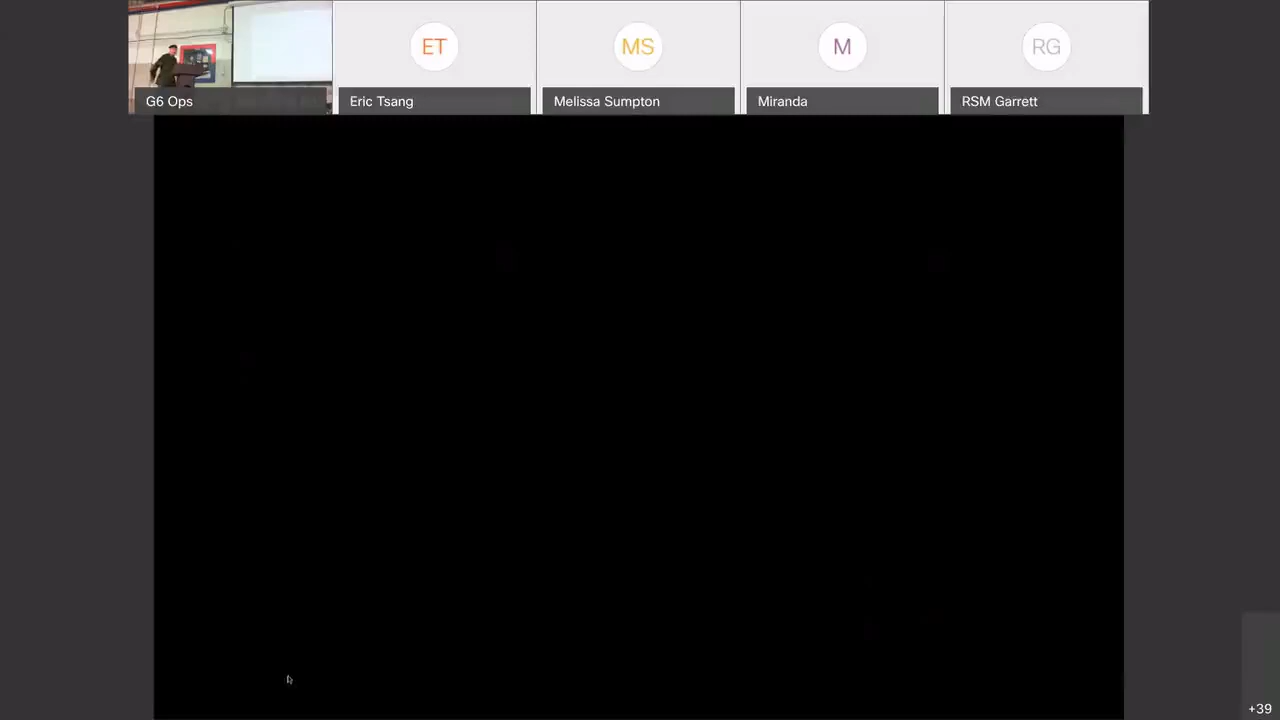 ET
MS
M
RG
G6 Ops
Eric Tsang
Melissa Sumpton
Miranda
RSM Garrett
+39